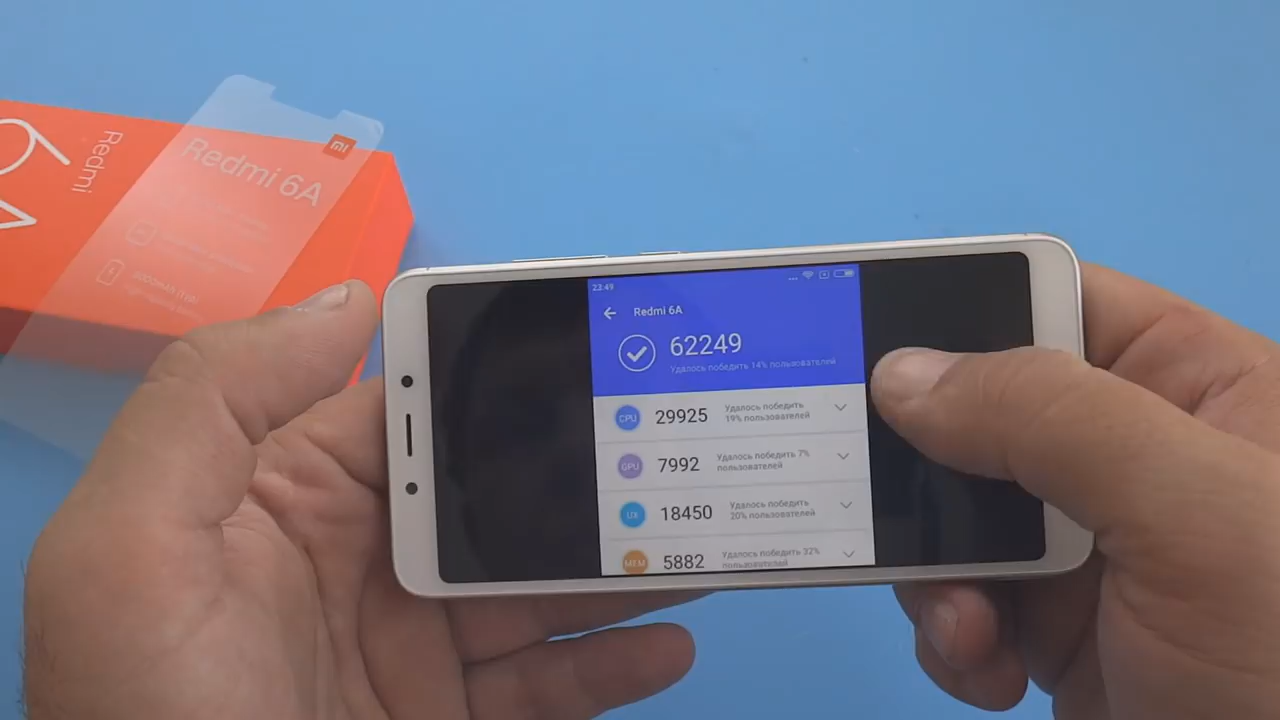 6A
Redmi
mi
Redmi 6A
23:49
Redmi 6A
62249
Удалось победить 14% пользователей
CPU
29925
Удалось победить
19% пользователей
GPU
7992
Удалось победить 7%
пользователей
UX
18450
Удалось победить
20% пользователей
MEM
5882
Удалось победить 32%
пользователей